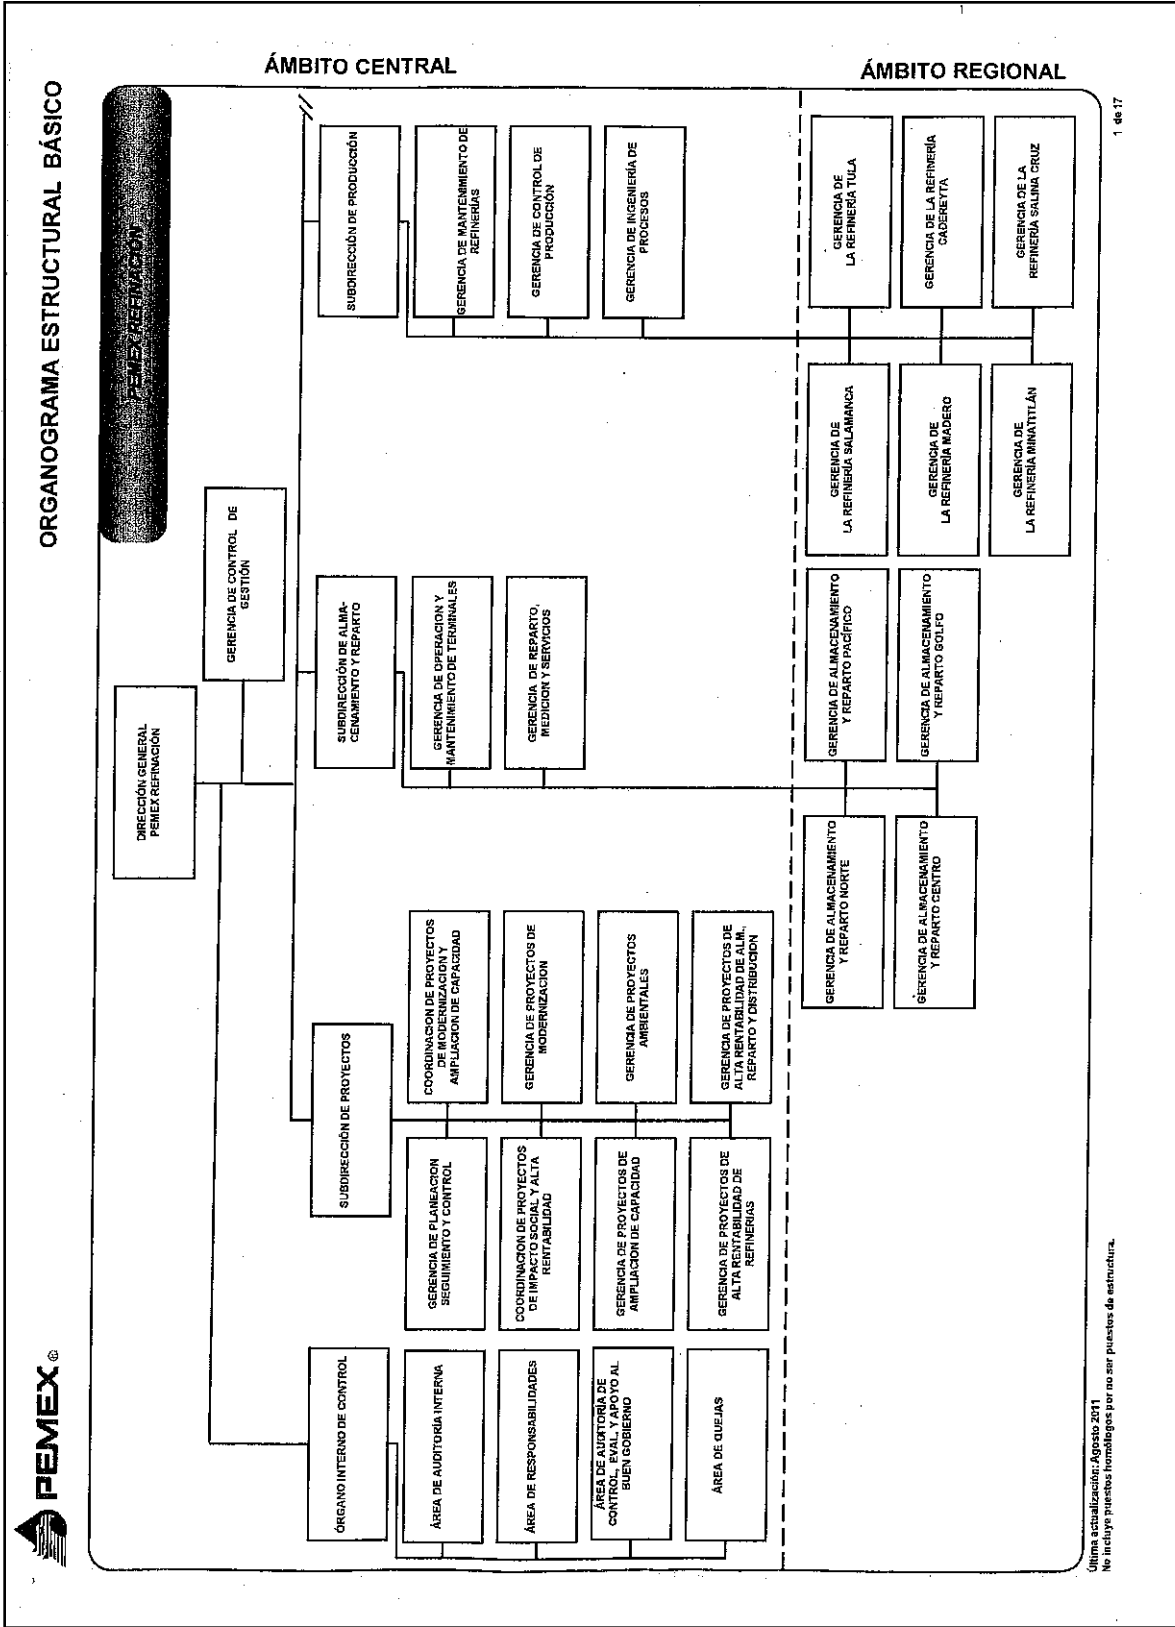 PEMEX ®
ORGANOGRAMA ESTRUCTURAL BÁSICO
PEMEX REFINACIÓN
DIRECCIÓN GENERAL
PEMEX REFINACIÓN
GERENCIA DE CONTROL DE
GESTIÓN
ÁMBITO CENTRAL
ÓRGANO INTERNO DE CONTROL
ÁREA DE AUDITORÍA INTERNA
ÁREA DE RESPONSABILIDADES
ÁREA DE AUDITORÍA DE
CONTROL, EVAL, Y APOYO AL
BUEN GOBIERNO
ÁREA DE QUEJAS
SUBDIRECCIÓN DE PROYECTOS
GERENCIA DE PLANEACION
SEGUIMIENTO Y CONTROL
COORDINACION DE PROYECTOS
DE MODERNIZACION Y
AMPLIACION DE CAPACIDAD
COORDINACION DE PROYECTOS
DE IMPACTO SOCIAL Y ALTA
RENTABILIDAD
GERENCIA DE PROYECTOS DE
MODERNIZACION
GERENCIA DE PROYECTOS DE
AMPLIACION DE CAPACIDAD
GERENCIA DE PROYECTOS
AMBIENTALES
GERENCIA DE PROYECTOS DE
ALTA RENTABILIDAD DE
REFINERIAS
GERENCIA DE PROYECTOS DE
ALTA RENTABILIDAD DE ALM.,
REPARTO Y DISTRIBUCION
SUBDIRECCIÓN DE ALMA-
CENAMIENTO Y REPARTO
GERENCIA DE OPERACION Y
MANTENIMIENTO DE TERMINALES
GERENCIA DE REPARTO,
MEDICION Y SERVICIOS
SUBDIRECCIÓN DE PRODUCCIÓN
GERENCIA DE MANTENIMIENTO DE
REFINERÍAS
GERENCIA DE CONTROL DE
PRODUCCIÓN
GERENCIA DE INGENIERÍA DE
PROCESOS
ÁMBITO REGIONAL
GERENCIA DE ALMACENAMIENTO
Y REPARTO NORTE
GERENCIA DE ALMACENAMIENTO
Y REPARTO PACÍFICO
GERENCIA DE ALMACENAMIENTO
Y REPARTO CENTRO
GERENCIA DE ALMACENAMIENTO
Y REPARTO GOLFO
GERENCIA DE
LA REFINERÍA SALAMANCA
GERENCIA DE
LA REFINERÍA TULA
GERENCIA DE
LA REFINERÍA MADERO
GERENCIA DE LA REFINERÍA
CADEREYTA
GERENCIA DE
LA REFINERÍA MINATITLÁN
GERENCIA DE LA
REFINERÍA SALINA CRUZ
Última actualización: Agosto 2011
No incluye puestos homólogos por no ser puestos de estructura.
1 de 17